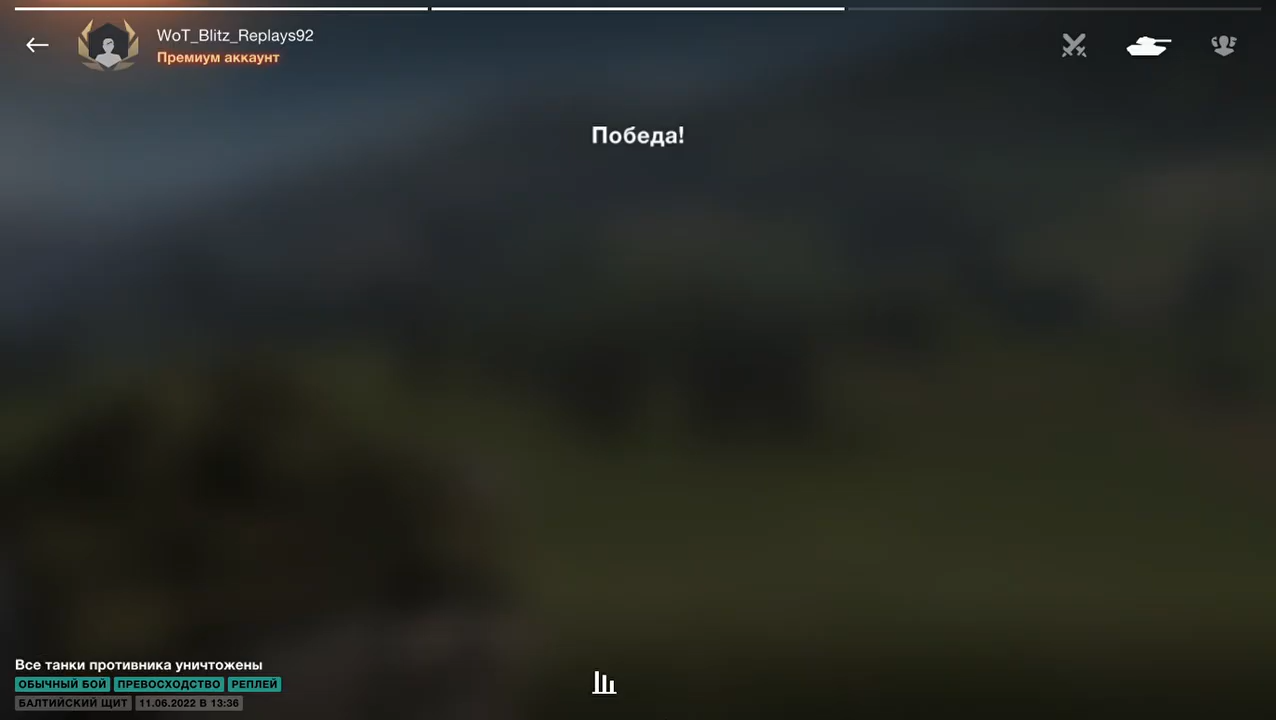 WoT_Blitz_Replays92
Премиум аккаунт
Победа!
Все танки противника уничтожены
ОБЫЧНЫЙ БОЙ ПРЕВОСХОДСТВО РЕПЛЕЙ
БАЛТИЙСКИЙ ЩИТ 11.06.2022 В 13:36